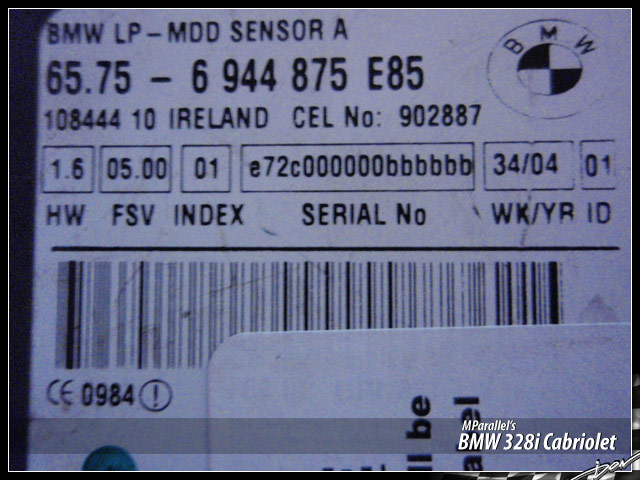 BMW LP-MDD SENSOR A
65.75 - 6 944 875 E85
BMW
108444 10 IRELAND CEL No: 902887
1.6 05.00 01 e72c000000bbbbbb 34/04 01
HW FSV INDEX SERIAL No WK/YR ID
CE 0984
ll be
MParallel's
BMW 328i Cabriolet